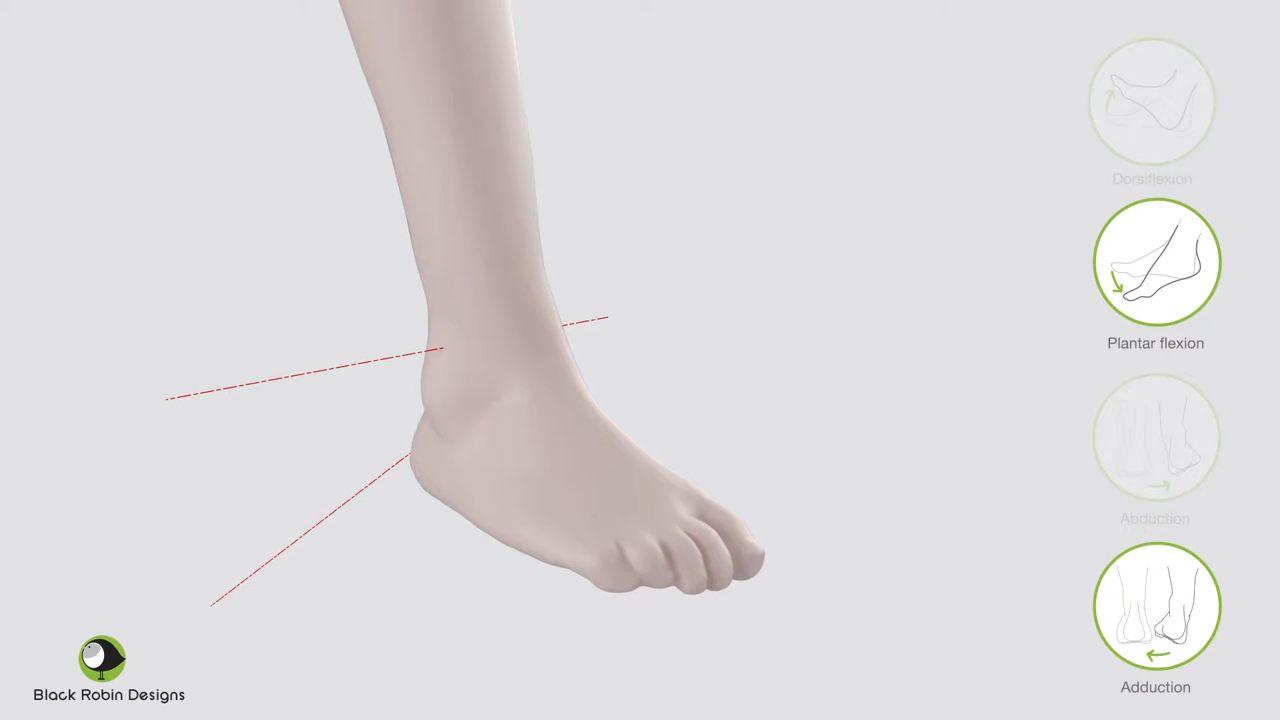 Dorsiflexion
Plantar flexion
Abduction
Adduction
Black Robin Designs